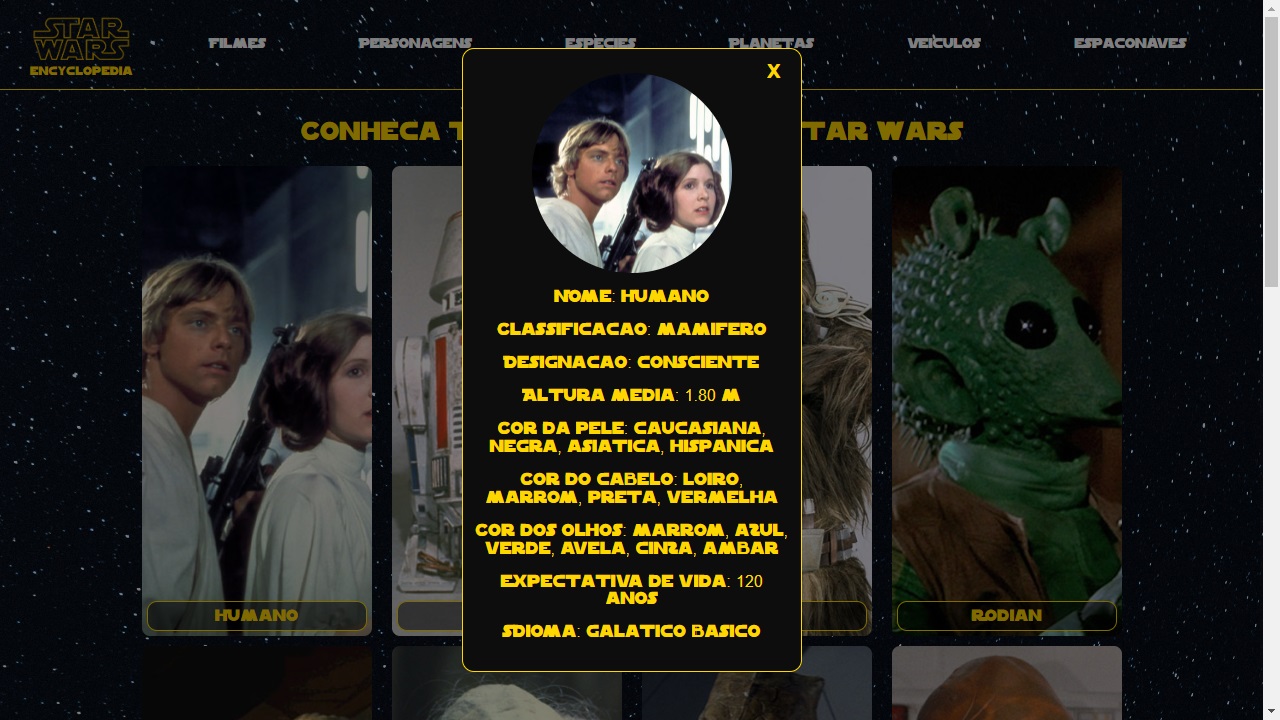 STAR
WARS
ENCYCLOPEDIA
FILMES
PERSONAGENS
ESPECIES
PLANETAS
VEICULOS
ESPACONAVES
X
CONHECA T
TAR WARS
NOME: HUMANO
CLASSIFICACAO: MAMIFERO
DESIGNACAO: CONSCIENTE
ALTURA MEDIA: 1.80 M
COR DA PELE: CAUCASIANA,
NEGRA, ASIATICA, HISPANICA
COR DO CABELO: LOIRO,
MARROM, PRETA, VERMELHA
COR DOS OLHOS: MARROM, AZUL,
VERDE, AVELA, CINZA, AMBAR
EXPECTATIVA DE VIDA: 120
ANOS
IDIOMA: GALATICO BASICO
HUMANO
RODIAN